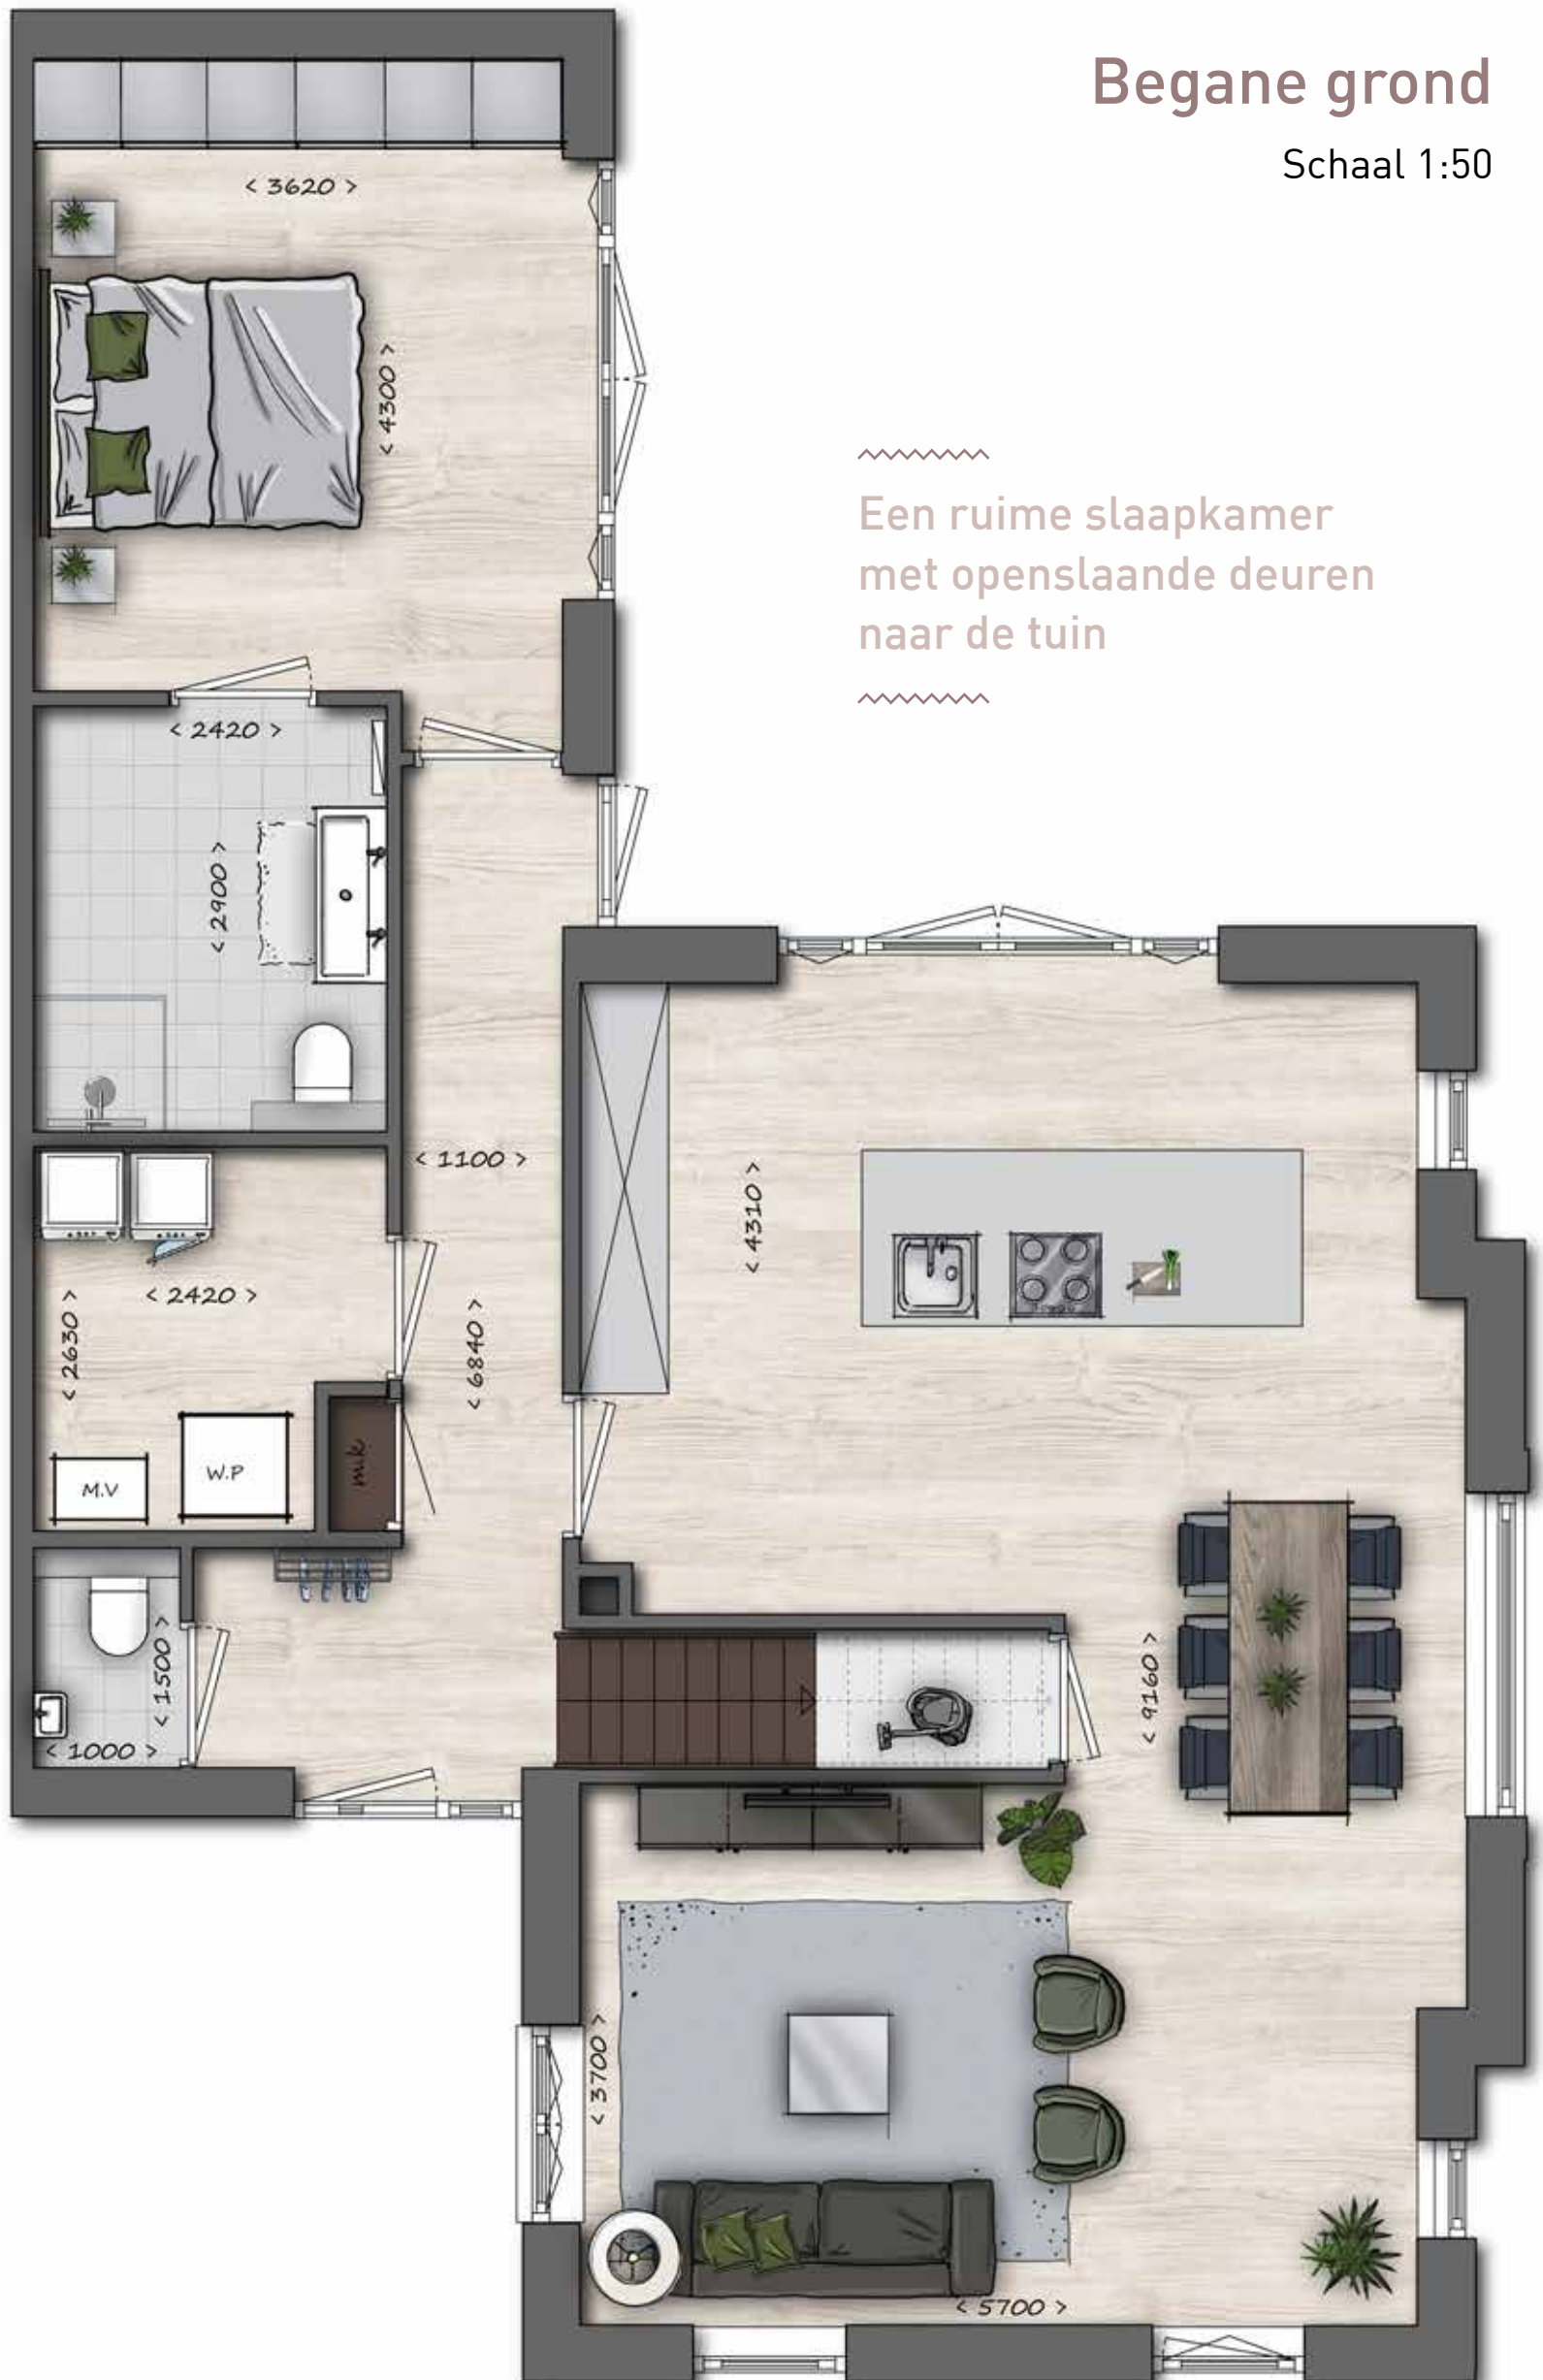 Begane grond
Schaal 1:50
< 3620 >
< 4300 >
Een ruime slaapkamer
met openslaande deuren
naar de tuin
< 2420 >
< 2900 >
< 1100 >
< 4310 >
< 2420 >
< 2630 >
< 6840 >
mk
W.P
M.V
< 1500 >
< 1000 >
< 9160 >
< 3700 >
< 5700 >